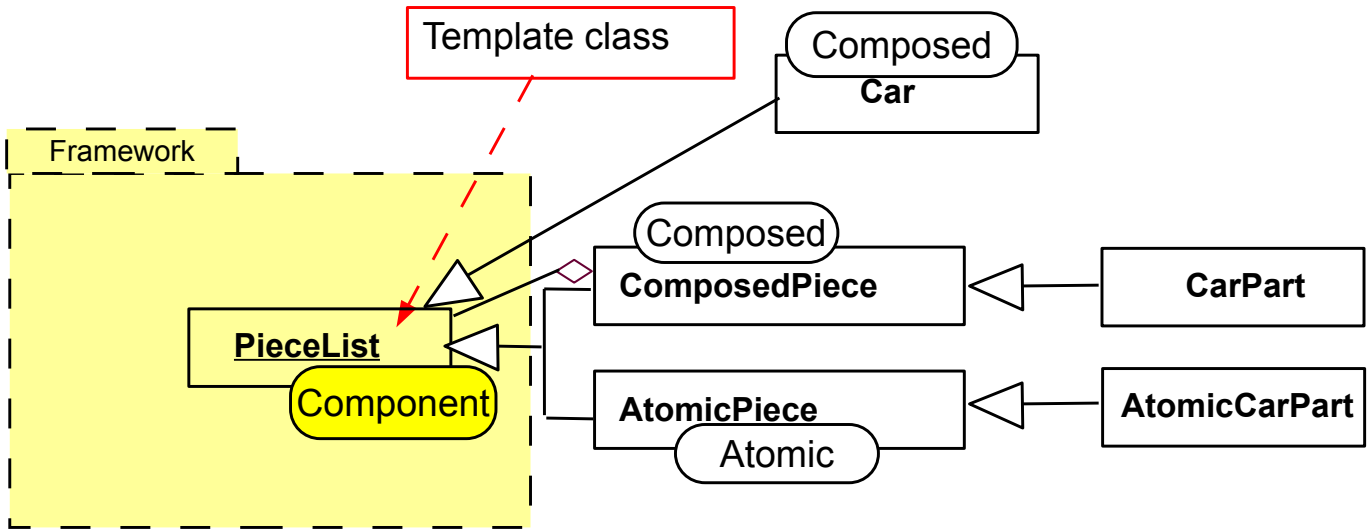 Template class
Composed
Car
Framework
Composed
ComposedPiece
CarPart
PieceList
Component
AtomicPiece
AtomicCarPart
Atomic